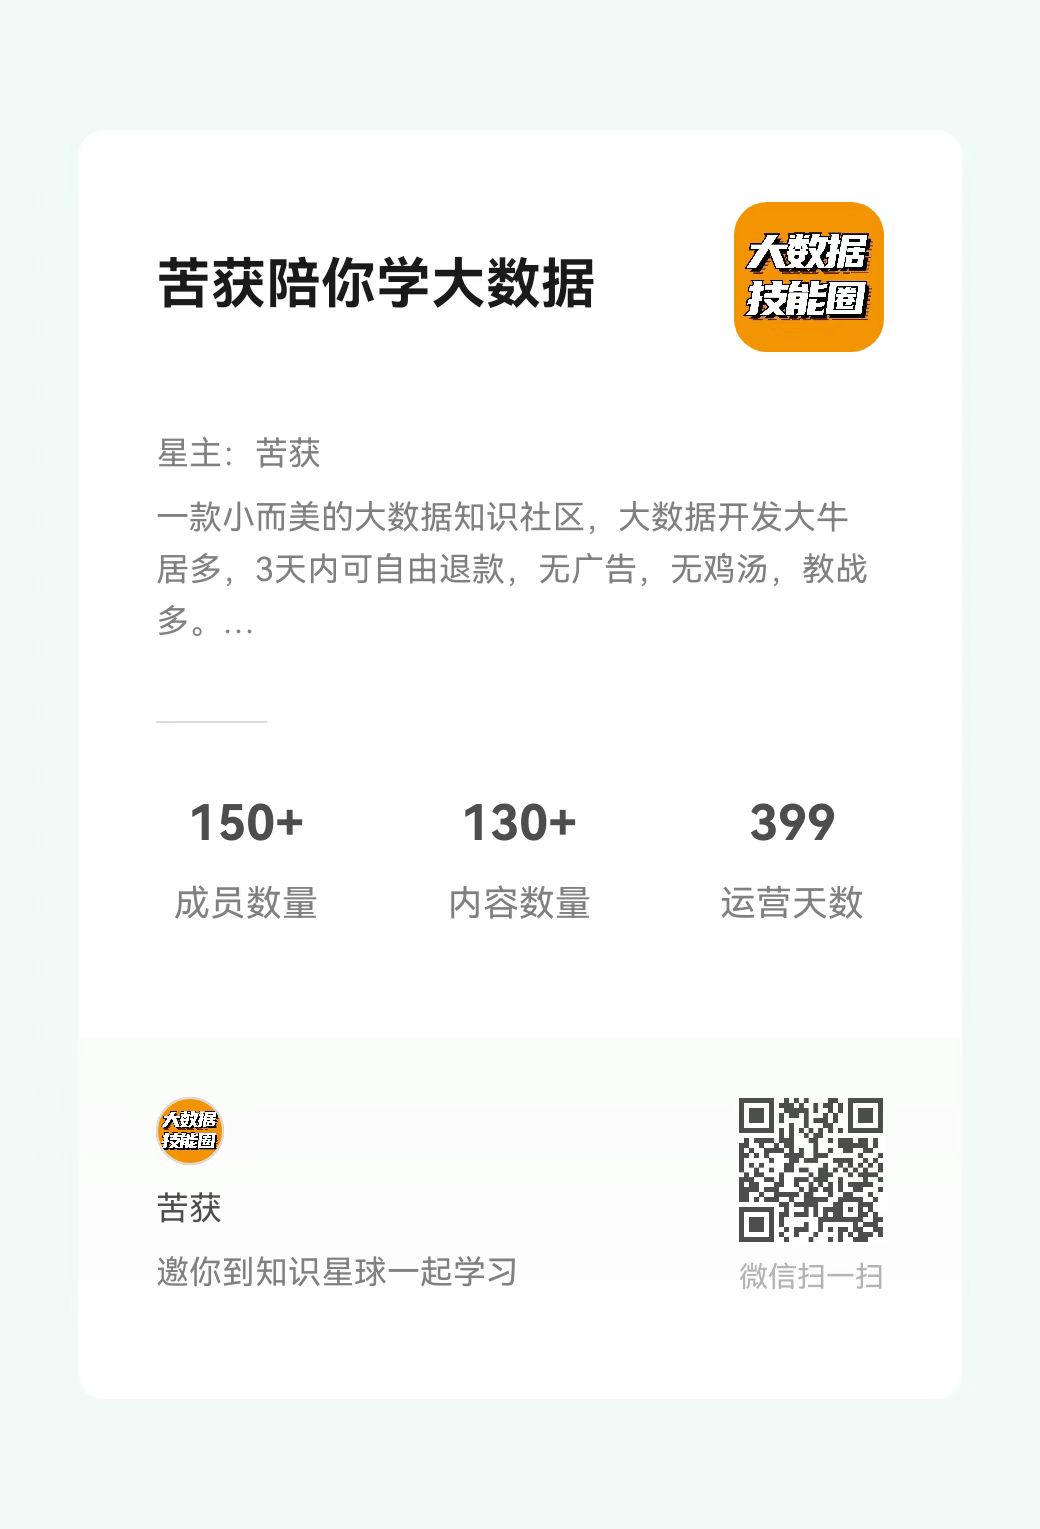 苦获陪你学大数据
大数据
技能圈
星主：苦获
一款小而美的大数据知识社区，大数据开发大牛
居多，3天内可自由退款，无广告，无鸡汤，教战
多。...
150+
130+
399
成员数量
内容数量
运营天数
大数据
技能圈
苦获
邀你到知识星球一起学习
微信扫一扫